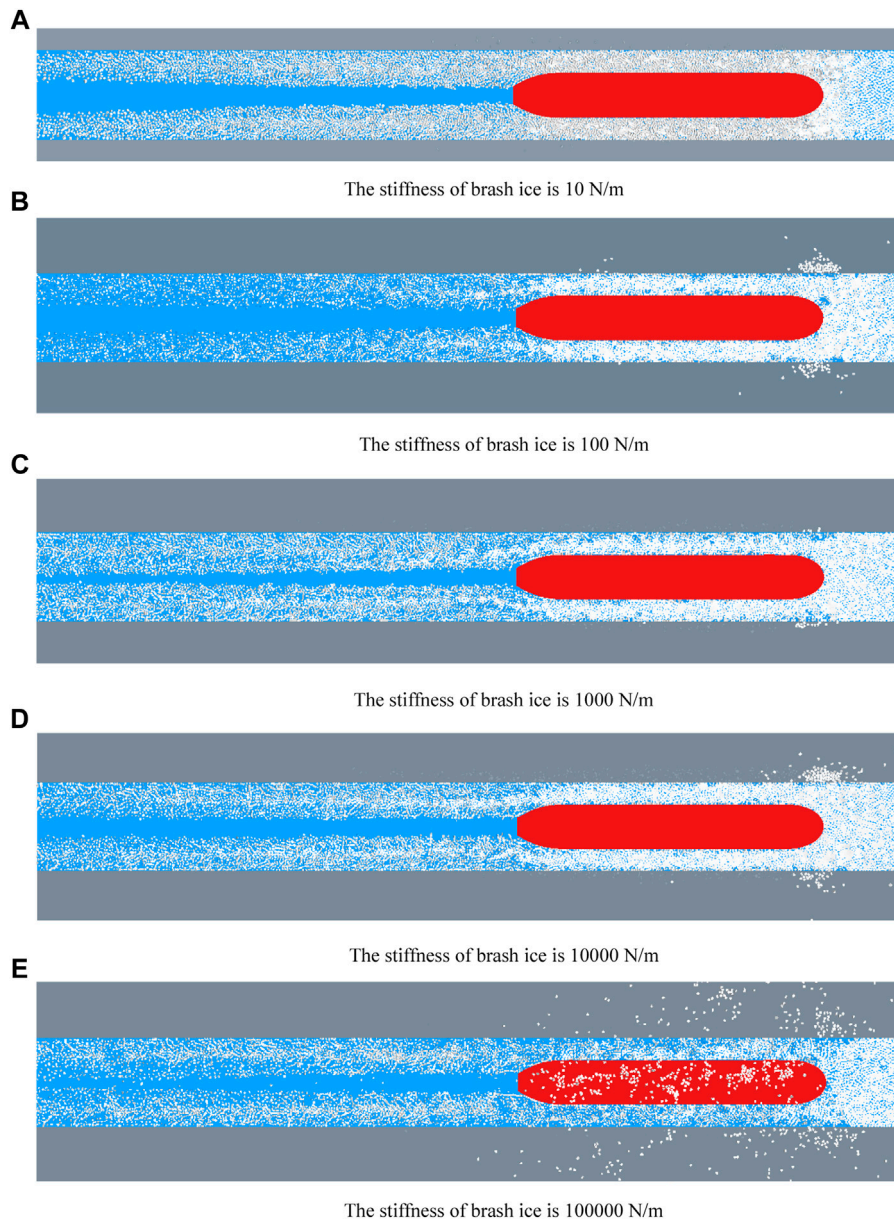 A
The stiffness of brash ice is 10 N/m
B
The stiffness of brash ice is 100 N/m
C
The stiffness of brash ice is 1000 N/m
D
The stiffness of brash ice is 10000 N/m
E
The stiffness of brash ice is 100000 N/m